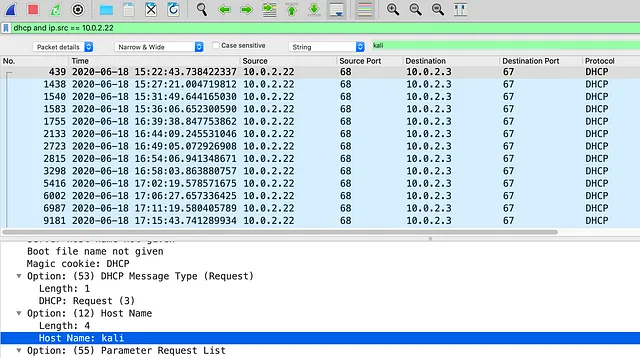 dhcp and ip.src == 10.0.2.22
Packet details Narrow & Wide Case sensitive String kali
No. Time Source Source Port Destination Destination Port Protocol
439 2020-06-18 15:22:43.738422337 10.0.2.22 68 10.0.2.3 67 DHCP
1438 2020-06-18 15:27:21.004719812 10.0.2.22 68 10.0.2.3 67 DHCP
1540 2020-06-18 15:31:49.644165030 10.0.2.22 68 10.0.2.3 67 DHCP
1583 2020-06-18 15:36:06.652300590 10.0.2.22 68 10.0.2.3 67 DHCP
1755 2020-06-18 16:39:38.847753862 10.0.2.22 68 10.0.2.3 67 DHCP
2133 2020-06-18 16:44:09.245531046 10.0.2.22 68 10.0.2.3 67 DHCP
2723 2020-06-18 16:49:05.072926908 10.0.2.22 68 10.0.2.3 67 DHCP
2815 2020-06-18 16:54:06.941348671 10.0.2.22 68 10.0.2.3 67 DHCP
3298 2020-06-18 16:58:03.863880757 10.0.2.22 68 10.0.2.3 67 DHCP
5416 2020-06-18 17:02:19.578571675 10.0.2.22 68 10.0.2.3 67 DHCP
6002 2020-06-18 17:06:27.657336425 10.0.2.22 68 10.0.2.3 67 DHCP
6987 2020-06-18 17:11:19.580405789 10.0.2.22 68 10.0.2.3 67 DHCP
9181 2020-06-18 17:15:43.741289934 10.0.2.22 68 10.0.2.3 67 DHCP
Server host name not given
Boot file name not given
Magic cookie: DHCP
Option: (53) DHCP Message Type (Request)
Length: 1
DHCP: Request (3)
Option: (12) Host Name
Length: 4
Host Name: kali
Option: (55) Parameter Request List